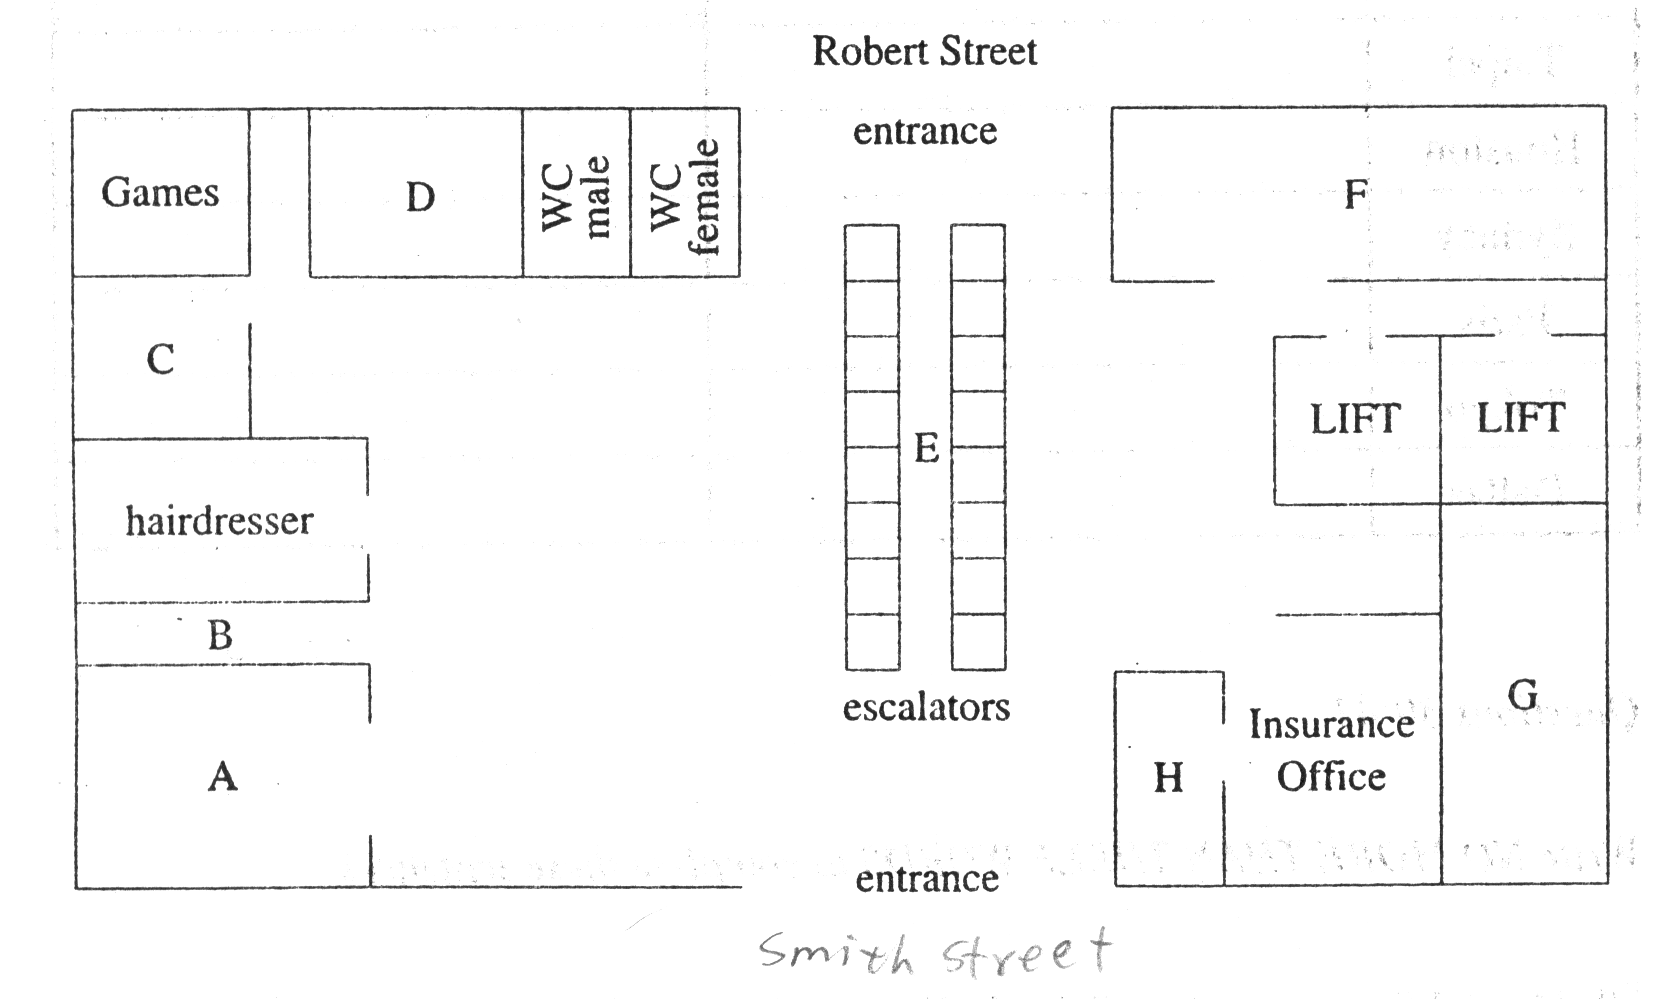 Robert Street
entrance
Games
D
WC
male
WC
female
F
C
E
LIFT
LIFT
hairdresser
B
escalators
A
H
Insurance
Office
G
entrance
Smith Street